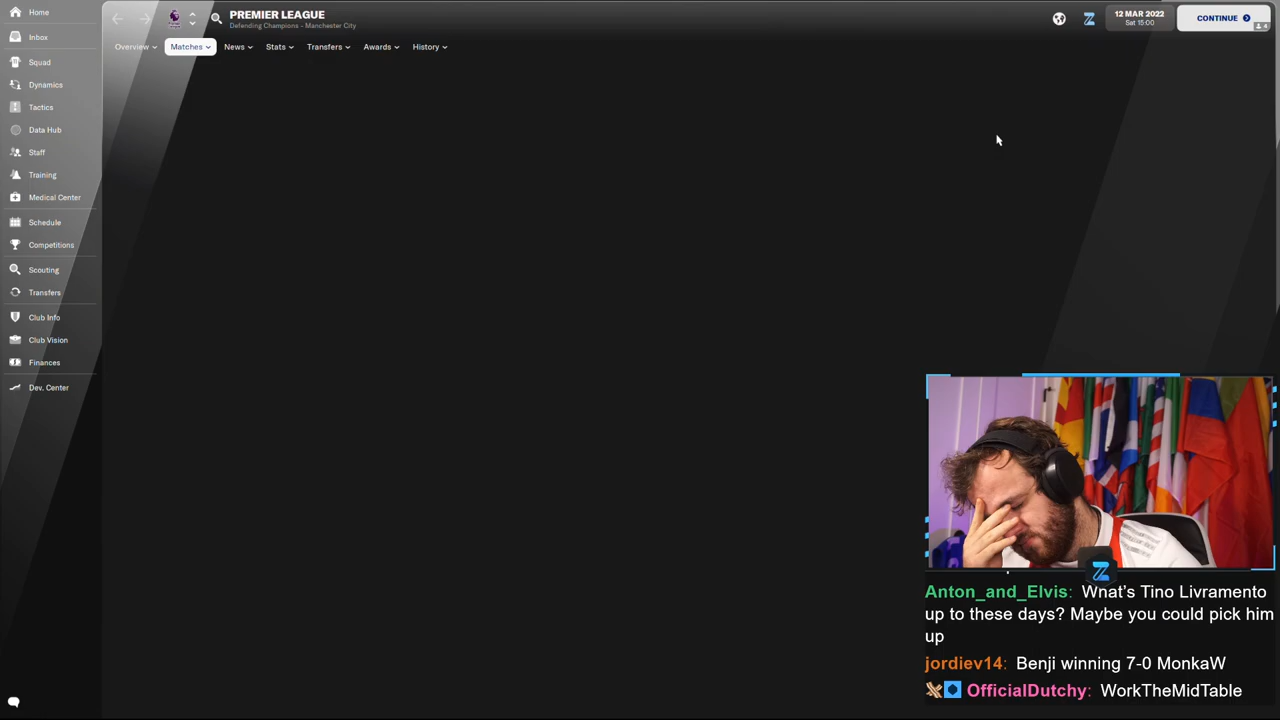 Home
Inbox
Squad
Dynamics
Tactics
Data Hub
Staff
Training
Medical Center
Schedule
Competitions
Scouting
Transfers
Club Info
Club Vision
Finances
Dev. Center
PREMIER LEAGUE
Defending Champions - Manchester City
12 MAR 2022
Sat 15:00
CONTINUE
4
Overview
Matches
News
Stats
Transfers
Awards
History
Anton_and_Elvis: What's Tino Livramento
up to these days? Maybe you could pick him
up
jordiev14: Benji winning 7-0 MonkaW
OfficialDutchy: WorkTheMidTable